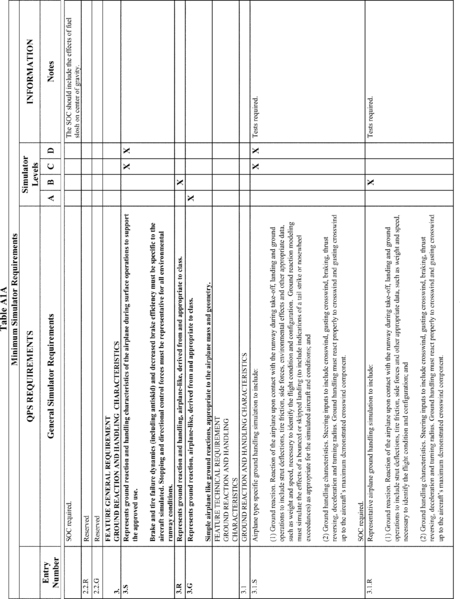 Table A1A
Minimum Simulator Requirements
QPS REQUIREMENTS
Simulator
Levels
INFORMATION
Entry
Number
General Simulator Requirements
A B C D
Notes
SOC required.
The SOC should include the effects of fuel
slosh on center of gravity.
2.2.R
Reserved
2.2.G
Reserved
3.
FEATURE GENERAL REQUIREMENT
GROUND REACTION AND HANDLING CHARACTERISTICS
3.S
Represents ground reaction and handling characteristics of the airplane during surface operations to support
the approved use.
X X
Brake and tire failure dynamics (including antiskid) and decreased brake efficiency must be specific to the
aircraft simulated. Stopping and directional control forces must be representative for all environmental
runway conditions.
3.R
Represents ground reaction and handling, airplane-like, derived from and appropriate to class.
X
3.G
Represents ground reaction, airplane-like, derived from and appropriate to class.
X
Simple airplane like ground reactions, appropriate to the airplane mass and geometry.
FEATURE TECHNICAL REQUIREMENT
GROUND REACTION AND HANDLING
CHARACTERISTICS
3.1
GROUND REACTION AND HANDLING CHARACTERISTICS
3.1.S
Airplane type specific ground handling simulation to include:
X X
Tests required.
(1) Ground reaction. Reaction of the airplane upon contact with the runway during take-off, landing and ground
operations to include strut deflections, tire friction, side forces, environmental effects and other appropriate data,
such as weight and speed, necessary to identify the flight condition and configuration. Ground reaction modeling
must simulate the effects of a bounced or skipped landing (to include indications of a tail strike or nosewheel
exceedances) as appropriate for the simulated aircraft and conditions; and
(2) Ground handling characteristics. Steering inputs to include crosswind, gusting crosswind, braking, thrust
reversing, deceleration and turning radius. Ground handling must react properly to crosswind and gusting crosswind
up to the aircraft's maximum demonstrated crosswind component.
SOC required.
3.1.R
Representative airplane ground handling simulation to include:
X
Tests required.
(1) Ground reaction. Reaction of the airplane upon contact with the runway during take-off, landing and ground
operations to include strut deflections, tire friction, side forces and other appropriate data, such as weight and speed,
necessary to identify the flight condition and configuration; and
(2) Ground handling characteristics. Steering inputs to include crosswind, gusting crosswind, braking, thrust
reversing, deceleration and turning radius. Ground handling must react properly to crosswind and gusting crosswind
up to the aircraft's maximum demonstrated crosswind component